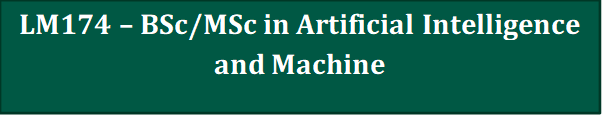 LM174 – BSc/MSc in Artificial Intelligence
and Machine